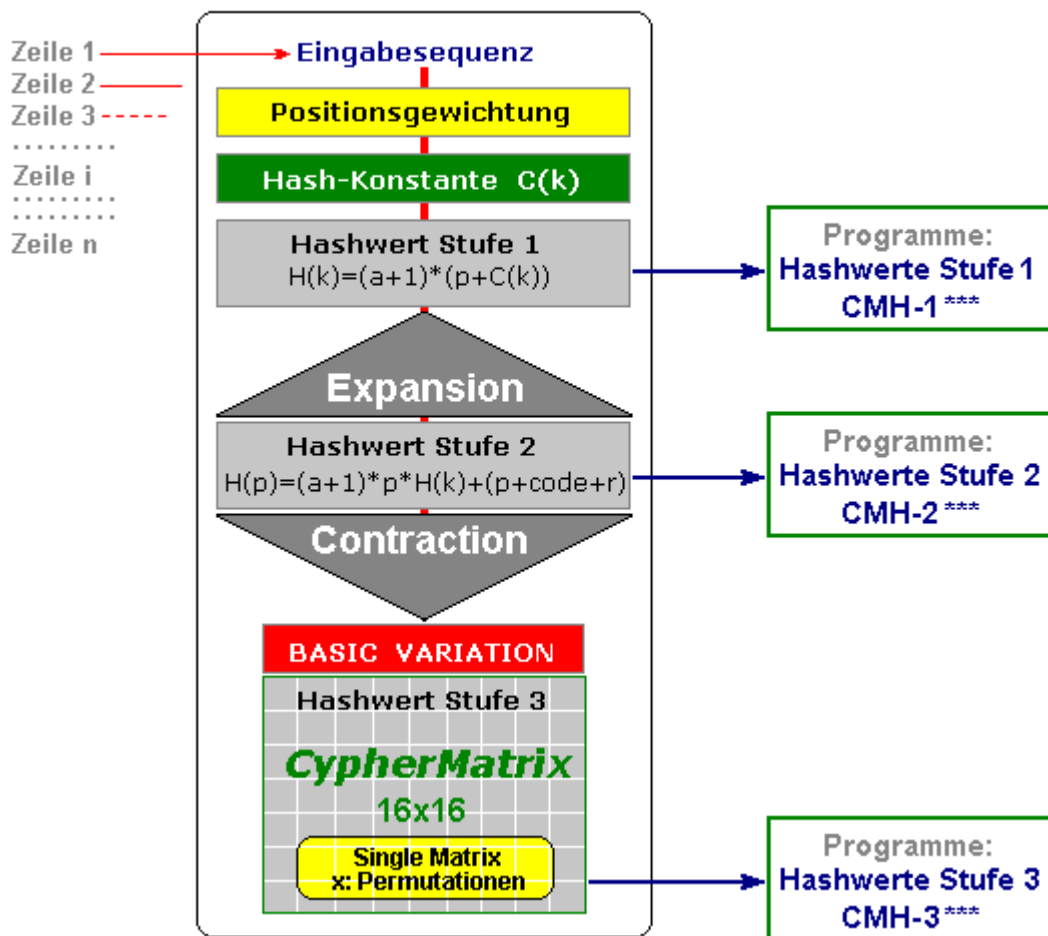 Zeile 1
Zeile 2
Zeile 3
.........
Zeile i
.........
.........
Zeile n
Eingabesequenz
Positionsgewichtung
Hash-Konstante C(k)
Hashwert Stufe 1
H(k)=(a+1)*(p+C(k))
Programme:
Hashwerte Stufe 1
CMH-1***
Expansion
Hashwert Stufe 2
H(p)=(a+1)*p*H(k)+(p+code+r)
Programme:
Hashwerte Stufe 2
CMH-2***
Contraction
BASIC VARIATION
Hashwert Stufe 3
CypherMatrix
16x16
Single Matrix
x: Permutationen
Programme:
Hashwerte Stufe 3
CMH-3***